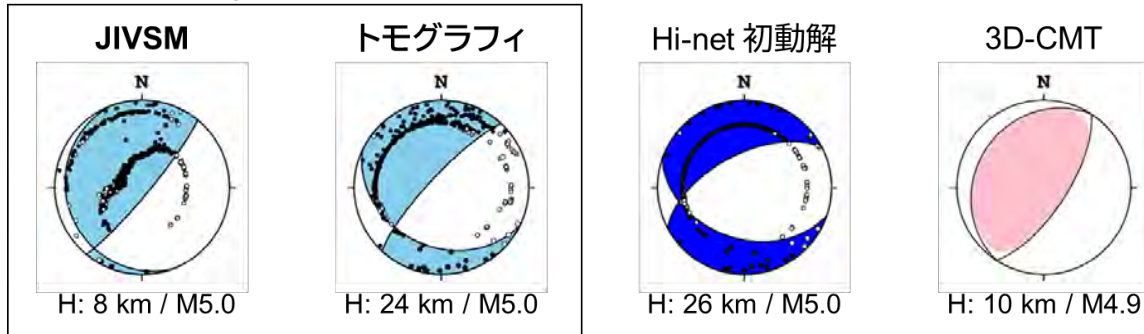 JIVSM トモグラフィ Hi-net 初動解 3D-CMT
N N N N
H: 8 km / M5.0 H: 24 km / M5.0 H: 26 km / M5.0 H: 10 km / M4.9